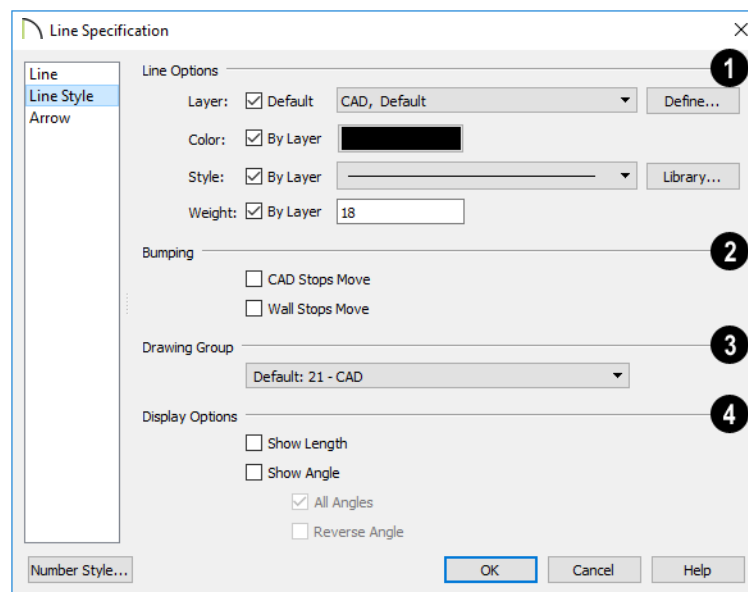 Line Specification
Line
Line Style
Arrow
Line Options
1
Layer: Default CAD, Default Define...
Color: By Layer
Style: By Layer Library...
Weight: By Layer 18
Bumping
2
CAD Stops Move
Wall Stops Move
Drawing Group
3
Default: 21 - CAD
Display Options
4
Show Length
Show Angle
All Angles
Reverse Angle
Number Style... OK Cancel Help